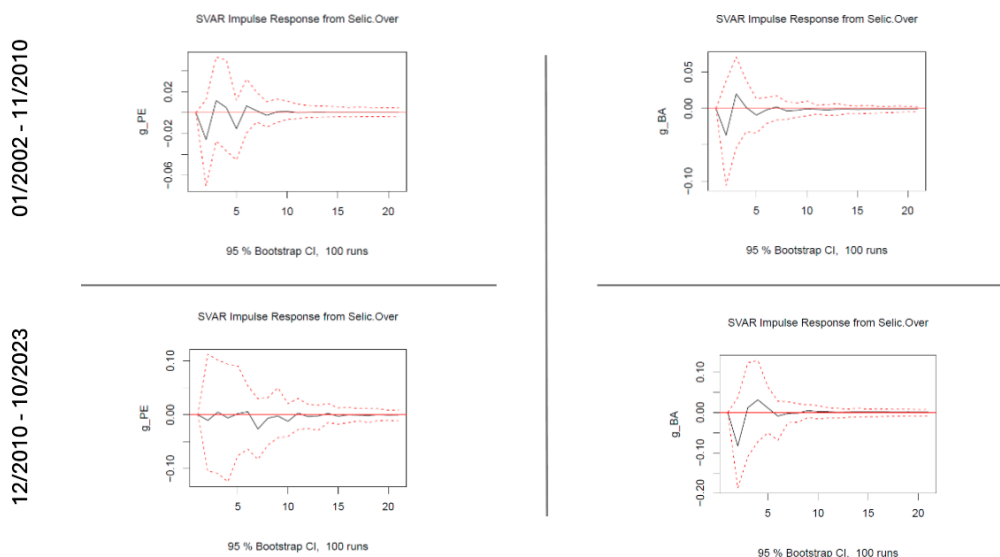 01/2002 - 11/2010
SVAR Impulse Response from Selic.Over
g_PE
0.02
−0.02
−0.06
5 10 15 20
95 % Bootstrap CI, 100 runs
SVAR Impulse Response from Selic.Over
g_BA
0.05
0.00
−0.10
5 10 15 20
95 % Bootstrap CI, 100 runs
12/2010 - 10/2023
SVAR Impulse Response from Selic.Over
g_PE
0.10
0.00
−0.10
5 10 15 20
95 % Bootstrap CI, 100 runs
SVAR Impulse Response from Selic.Over
g_BA
0.10
0.00
−0.10
−0.20
5 10 15 20
95 % Bootstrap CI, 100 runs